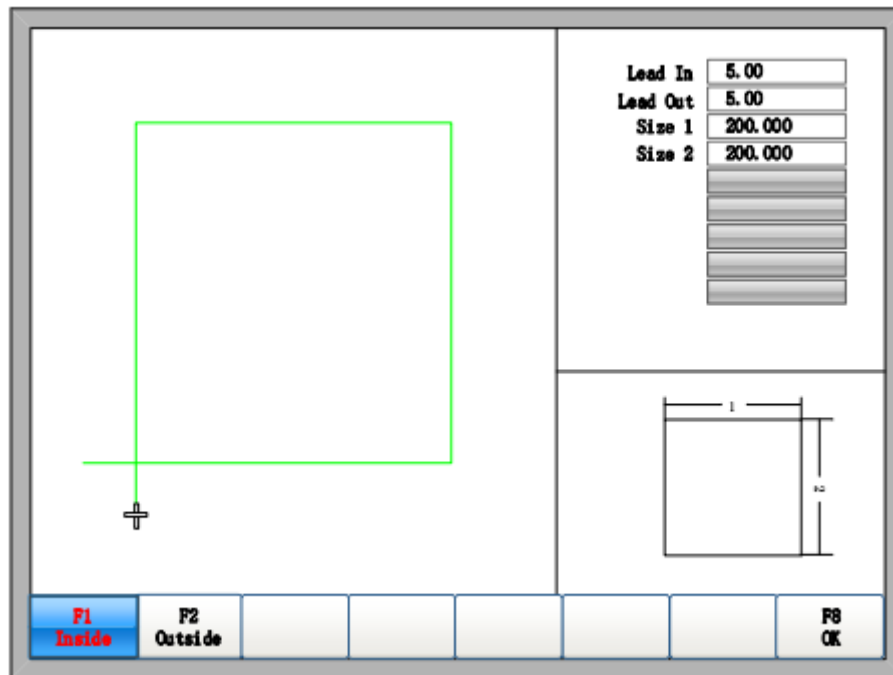 Lead In 5.00
Lead Out 5.00
Size 1 200.000
Size 2 200.000
1
2
F1 F2 F8
Inside Outside OK